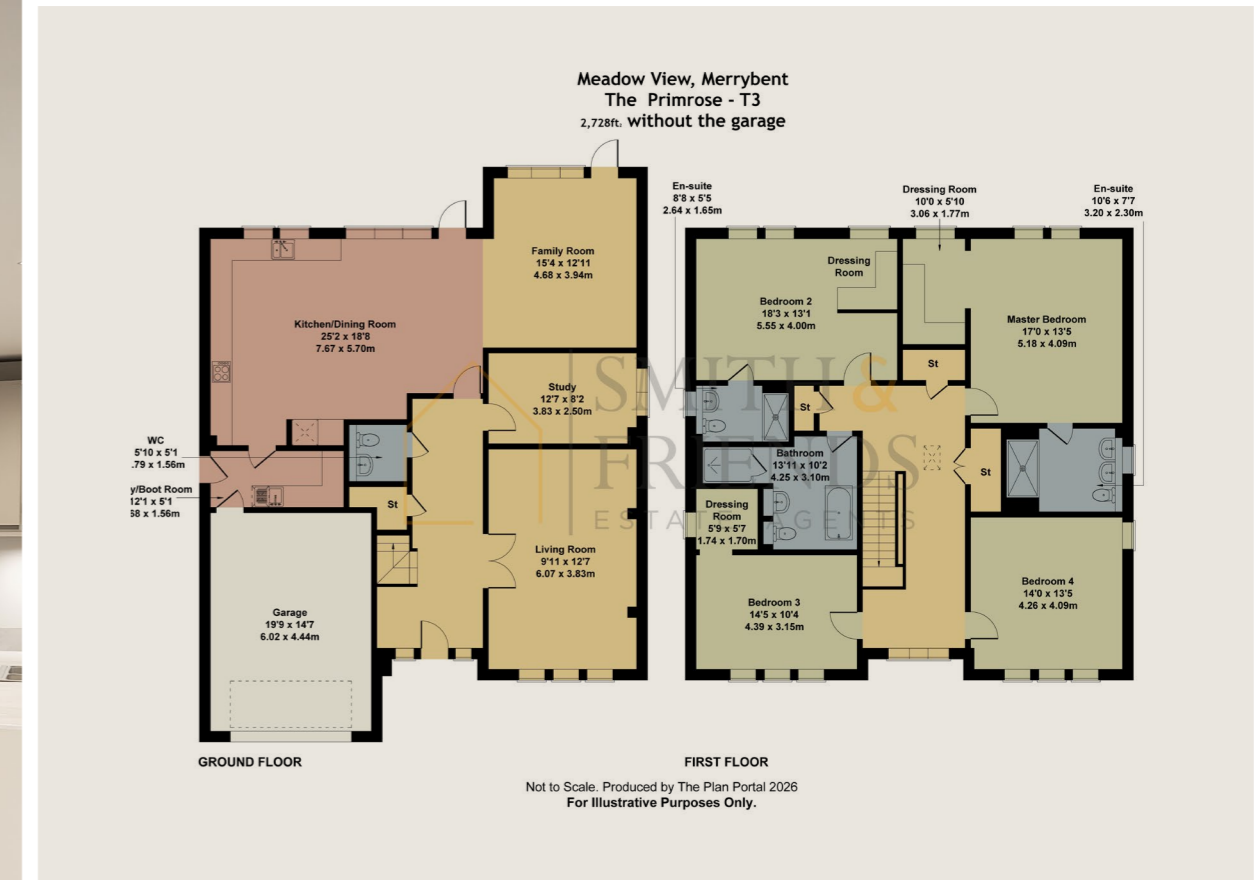 Meadow View, Merrybent
The Primrose - T3
2,728ft. without the garage
Family Room
15'4 x 12'11
4.68 x 3.94m
Kitchen/Dining Room
25'2 x 18'8
7.67 x 5.70m
Study
12'7 x 8'2
3.83 x 2.50m
WC
5'10 x 5'1
.79 x 1.56m
y/Boot Room
12'1 x 5'1
58 x 1.56m
St
Living Room
9'11 x 12'7
6.07 x 3.83m
Garage
19'9 x 14'7
6.02 x 4.44m
GROUND FLOOR
En-suite
8'8 x 5'5
2.64 x 1.65m
Dressing Room
10'0 x 5'10
3.06 x 1.77m
En-suite
10'6 x 7'7
3.20 x 2.30m
Dressing
Room
Bedroom 2
18'3 x 13'1
5.55 x 4.00m
Master Bedroom
17'0 x 13'5
5.18 x 4.09m
St
St
Bathroom
13'11 x 10'2
4.25 x 3.10m
St
Dressing
Room
5'9 x 5'7
1.74 x 1.70m
Bedroom 3
14'5 x 10'4
4.39 x 3.15m
Bedroom 4
14'0 x 13'5
4.26 x 4.09m
FIRST FLOOR
SMITH &
FRIENDS
ESTATE AGENTS
Not to Scale. Produced by The Plan Portal 2026
For Illustrative Purposes Only.